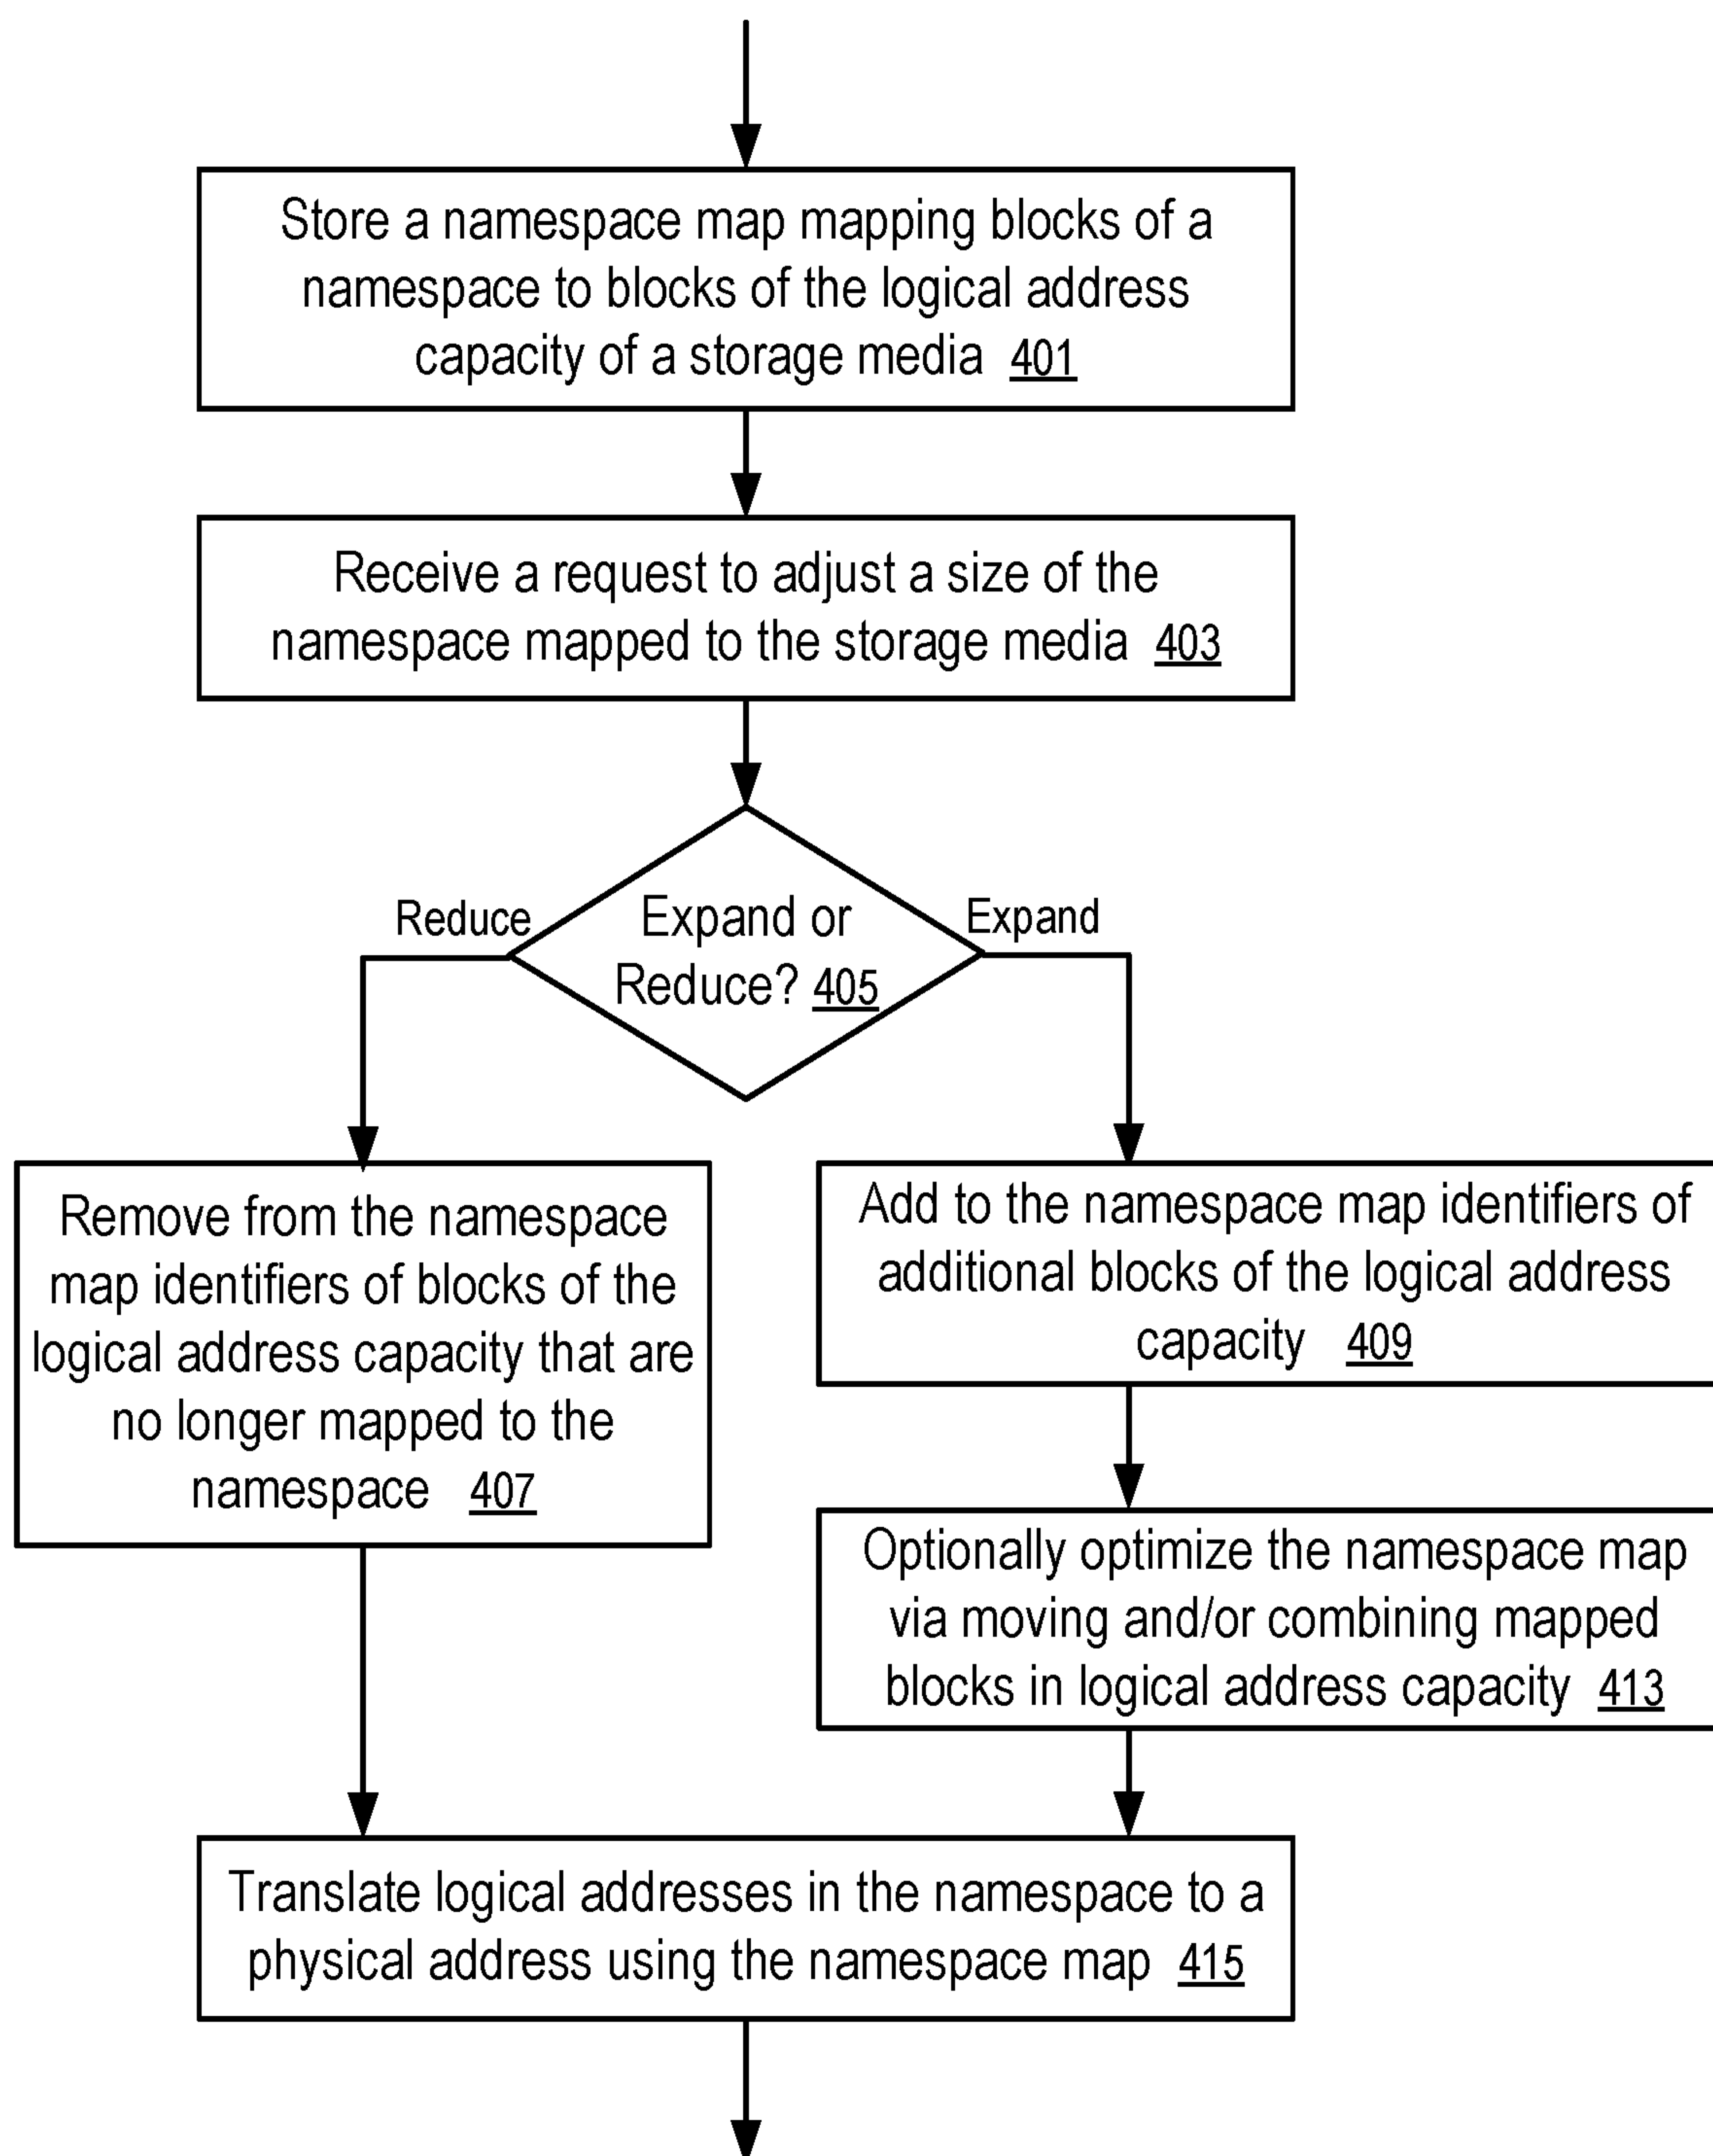 Store a namespace map mapping blocks of a
namespace to blocks of the logical address
capacity of a storage media 401
Receive a request to adjust a size of the
namespace mapped to the storage media 403
Reduce
Expand or
Reduce? 405
Expand
Remove from the namespace
map identifiers of blocks of the
logical address capacity that are
no longer mapped to the
namespace 407
Add to the namespace map identifiers of
additional blocks of the logical address
capacity 409
Optionally optimize the namespace map
via moving and/or combining mapped
blocks in logical address capacity 413
Translate logical addresses in the namespace to a
physical address using the namespace map 415